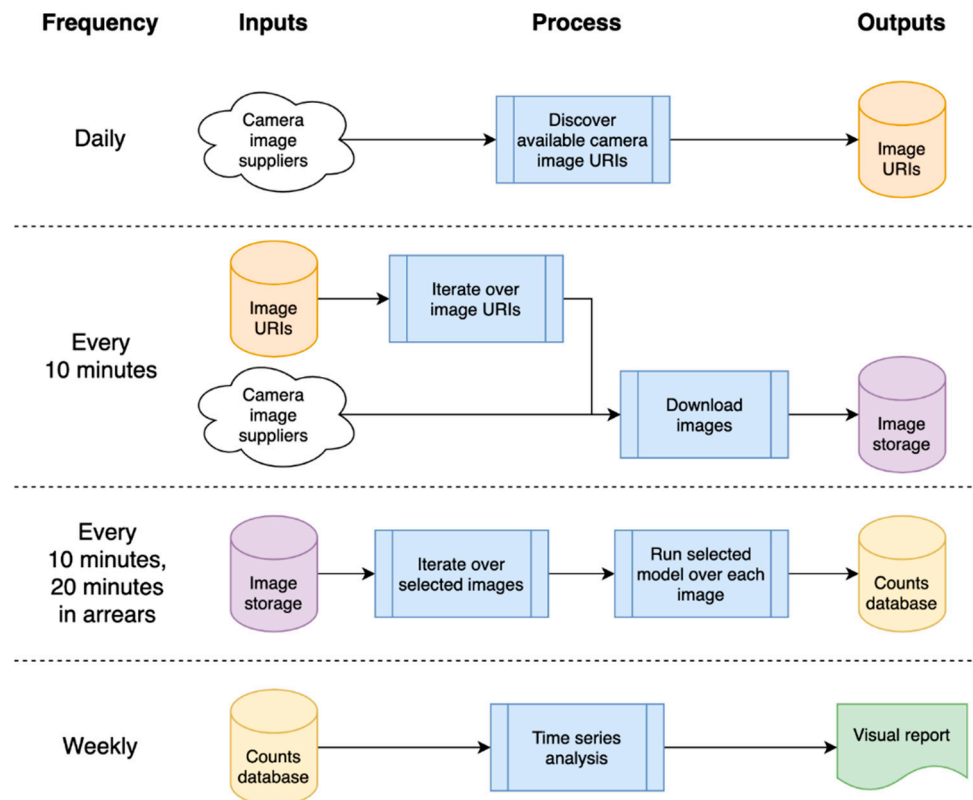 Frequency
Inputs
Process
Outputs
Daily
Camera
image
suppliers
Discover
available camera
image URIs
Image
URIs
Every
10 minutes
Image
URIs
Iterate over
image URIs
Camera
image
suppliers
Download
images
Image
storage
Every
10 minutes,
20 minutes
in arrears
Image
storage
Iterate over
selected images
Run selected
model over each
image
Counts
database
Weekly
Counts
database
Time series
analysis
Visual report